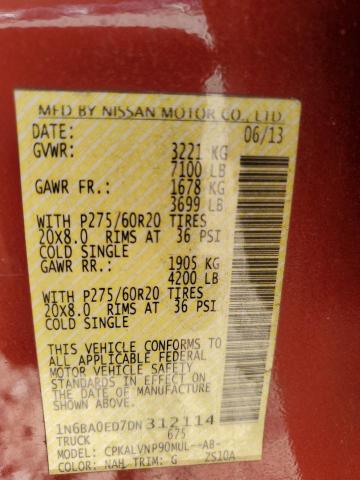 MFD BY NISSAN MOTOR CO., LTD.
DATE: 06/13
GVWR: 3221 KG
7100 LB
GAWR FR.: 1678 KG
3699 LB
WITH P275/60R20 TIRES
20X8.0 RIMS AT 36 PSI
COLD SINGLE
GAWR RR.: 1905 KG
4200 LB
WITH P275/60R20 TIRES
20X8.0 RIMS AT 36 PSI
COLD SINGLE
THIS VEHICLE CONFORMS TO
ALL APPLICABLE FEDERAL
MOTOR VEHICLE SAFETY
STANDARDS IN EFFECT ON
THE DATE OF MANUFACTURE
SHOWN ABOVE.
1N6BA0ED7DN312114
TRUCK 675
MODEL: CPKALVNP90MUL--AB-
COLOR: NAH TRIM: G ZS10A